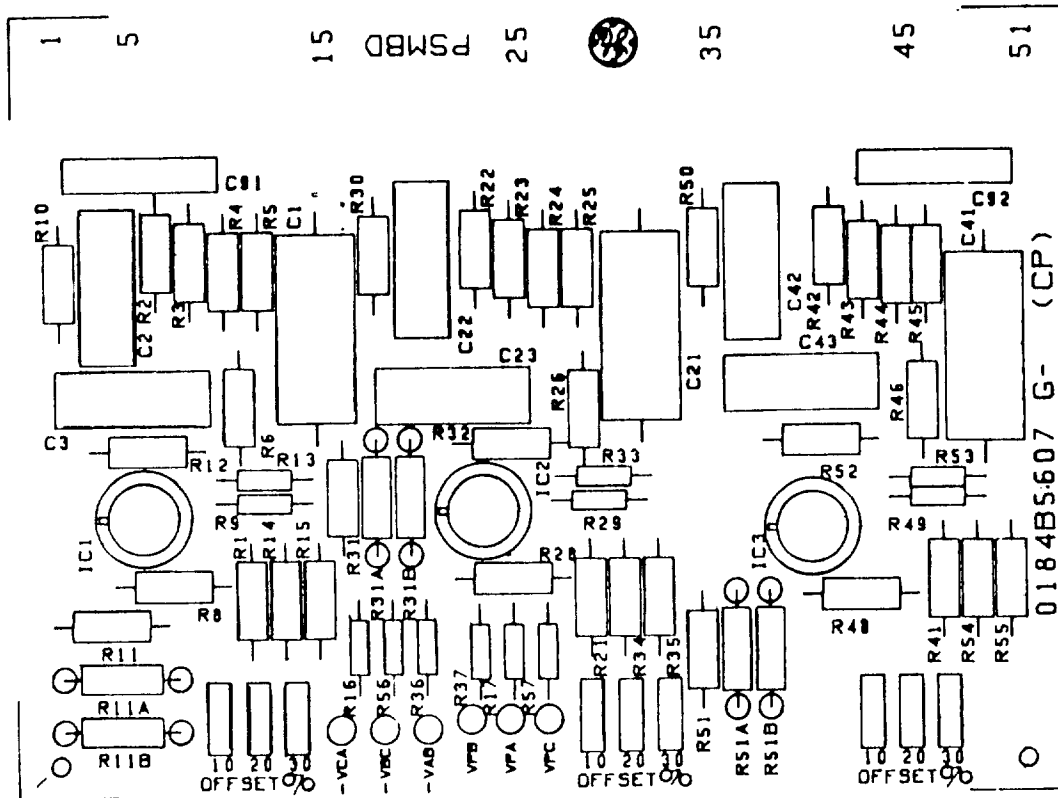 1 5 15 PSMBD 25 35 45 51
C91
C92
R10
R2
R3
R4
R5
C1
R30
R22
R23
R24
R25
R50
C41
C2
C22
C42
R42
R43
R44
R45
C3
R6
C23
R26
C21
C43
R46
R12
R13
R32
R33
R52
R53
R9
IC1
IC2
R29
IC3
R49
R1
R14
R15
R31
R31A
R31B
R28
R8
R48
R11
R16
R56
R36
R37
R17
R57
R21
R34
R35
R41
R54
R55
R11A
R11B
R51
R51A
R51B
10 20 30
OFFSET %
-VCA
-VBC
-VAB
VPB
VPA
VPC
10 20 30
OFFSET %
10 20 30
OFFSET %
0184B5607 G- (CP)